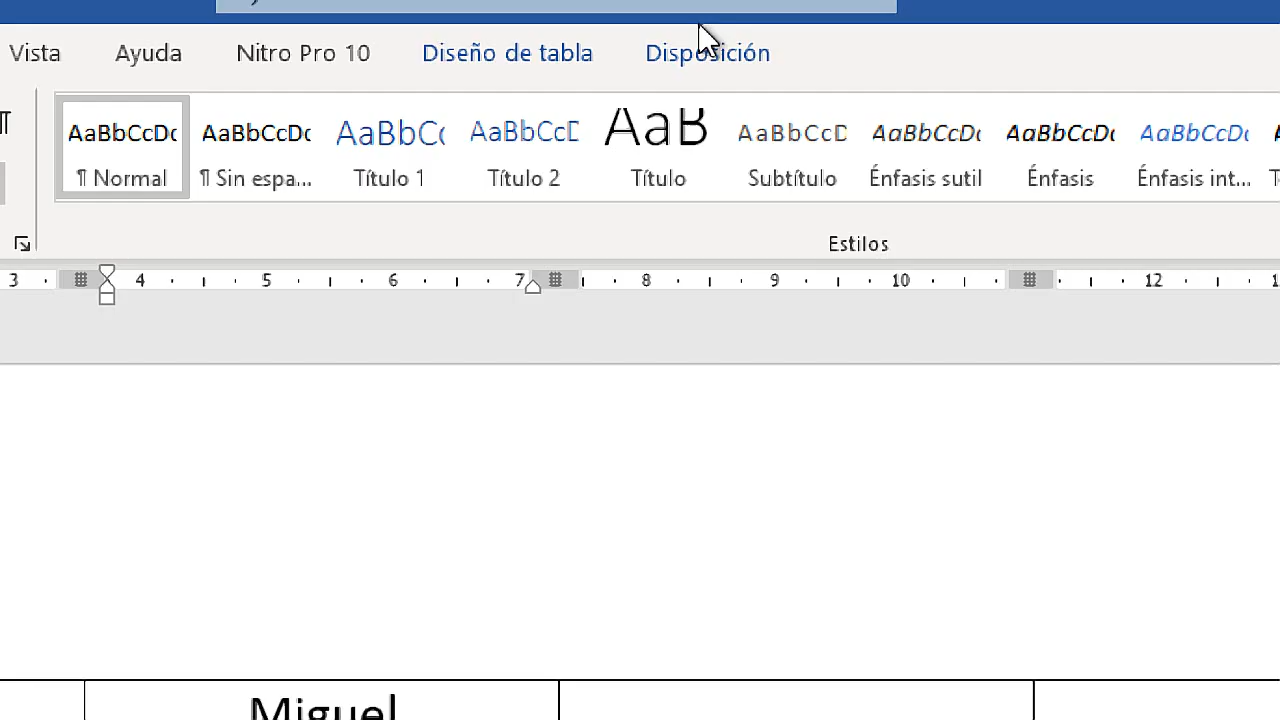 Vista Ayuda Nitro Pro 10 Diseño de tabla Disposición
AaBbCcDc AaBbCcDc AaBbCc AaBbCcD AaB AaBbCcD AaBbCcDc AaBbCcDc AaBbCcDc
¶ Normal ¶ Sin espa... Título 1 Título 2 Título Subtítulo Énfasis sutil Énfasis Énfasis int...
Estilos
3 4 5 6 7 8 9 10 12
Miguel